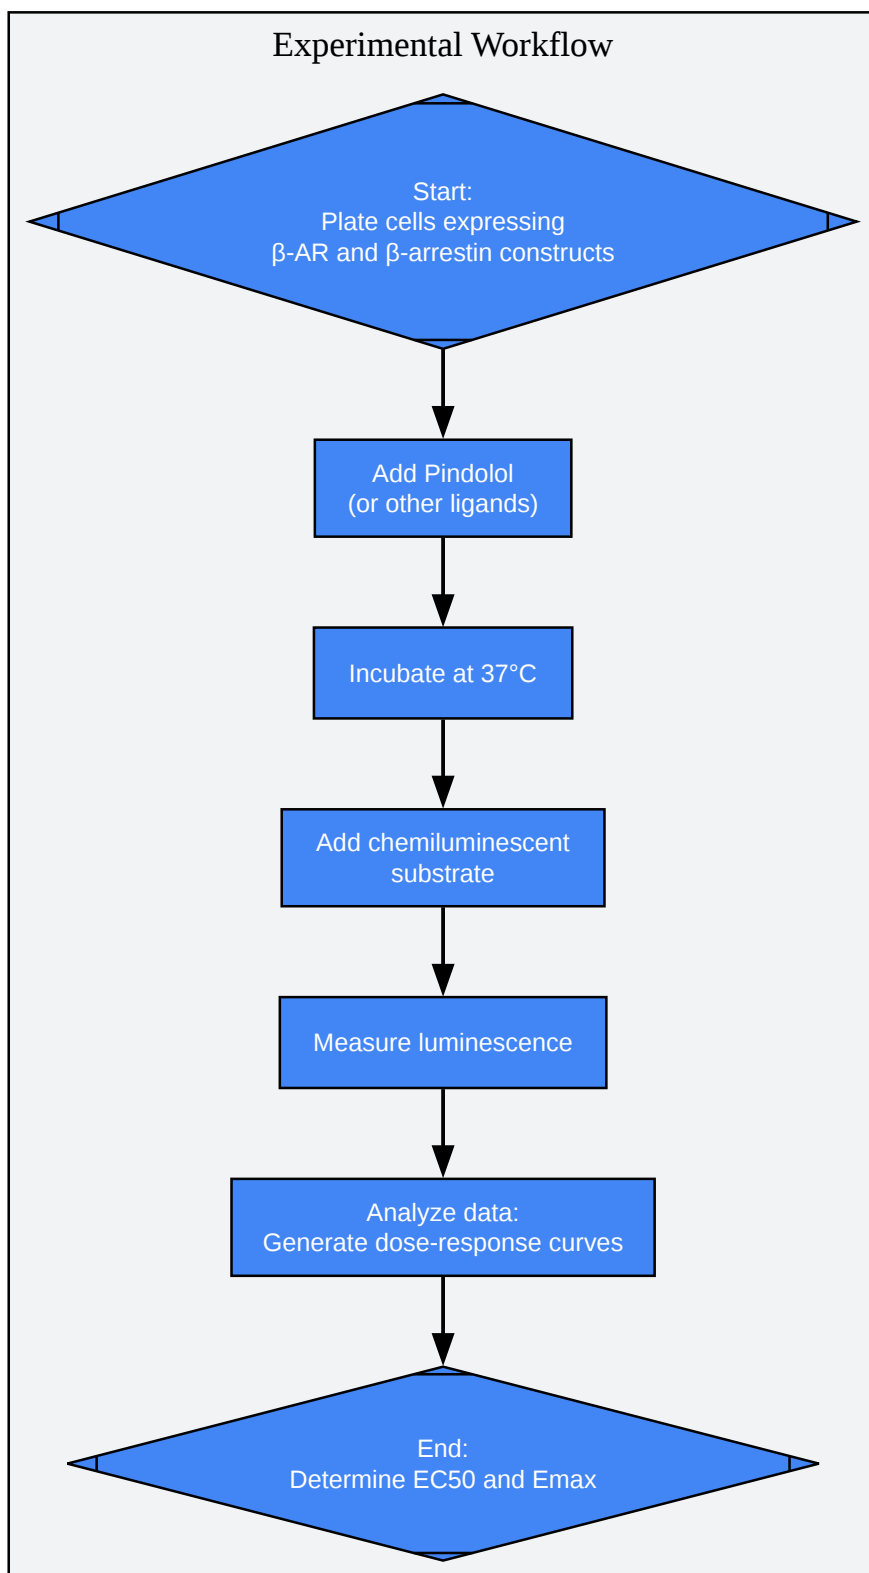 Experimental Workflow
Start:
Plate cells expressing
β-AR and β-arrestin constructs
Add Pindolol
(or other ligands)
Incubate at 37°C
Add chemiluminescent
substrate
Measure luminescence
Analyze data:
Generate dose-response curves
End:
Determine EC50 and Emax